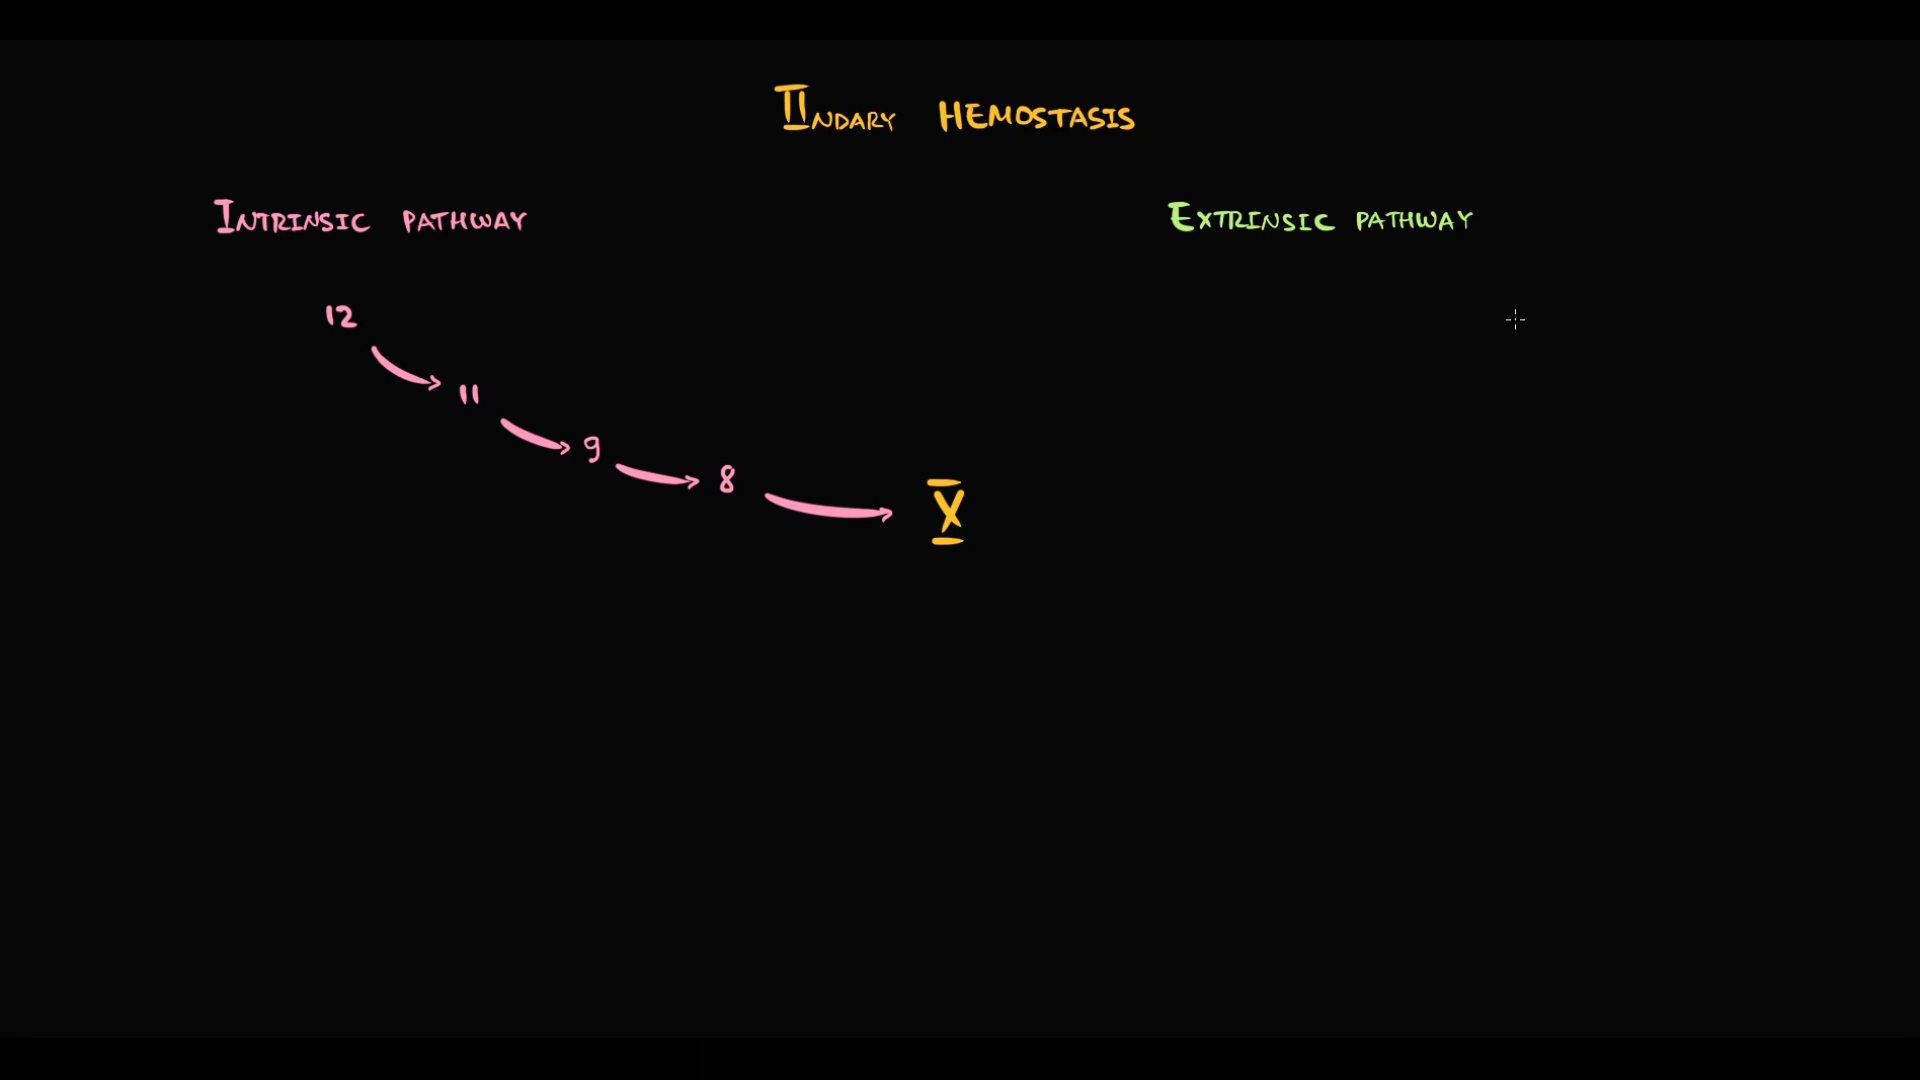 IINDARY HEMOSTASIS
INTRINSIC PATHWAY
EXTRINSIC PATHWAY
12
11
9
8
X